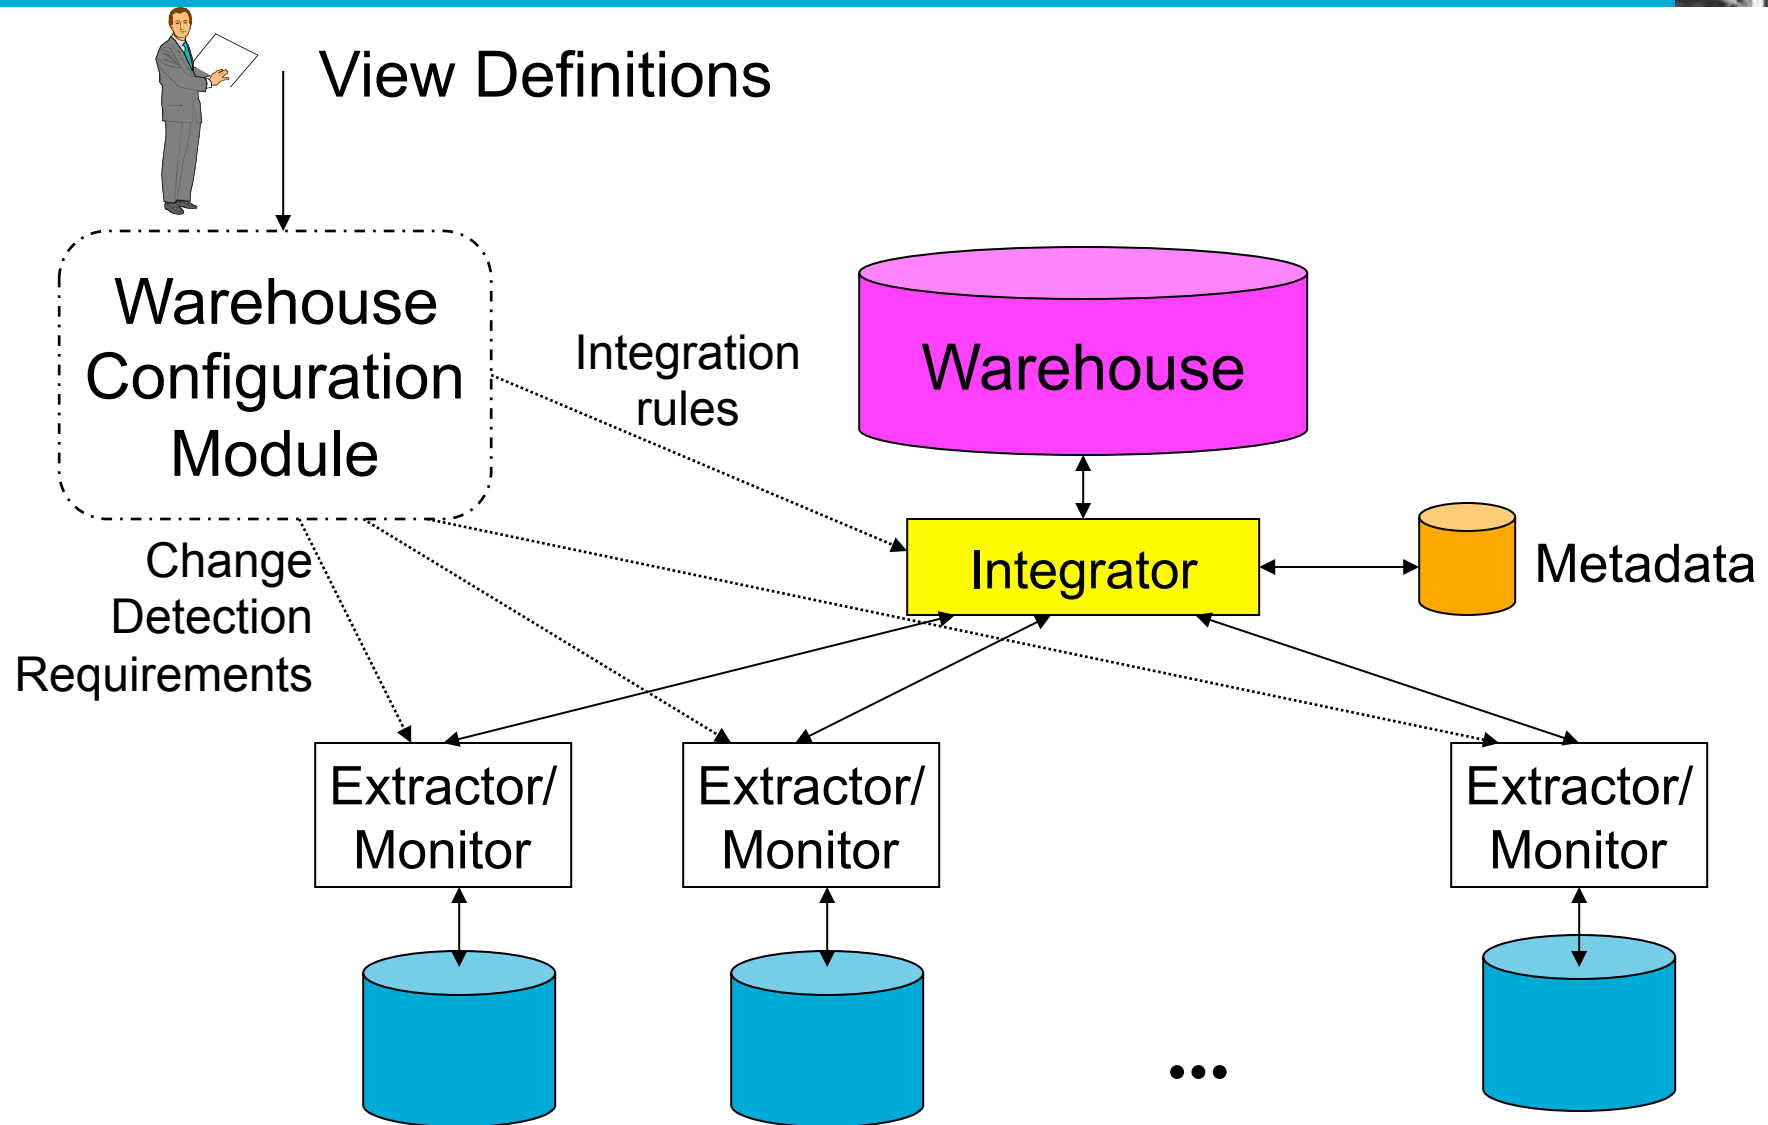 View Definitions
Warehouse
Configuration
Module
Integration
rules
Warehouse
Change
Detection
Requirements
Integrator
Metadata
Extractor/
Monitor
Extractor/
Monitor
Extractor/
Monitor
...